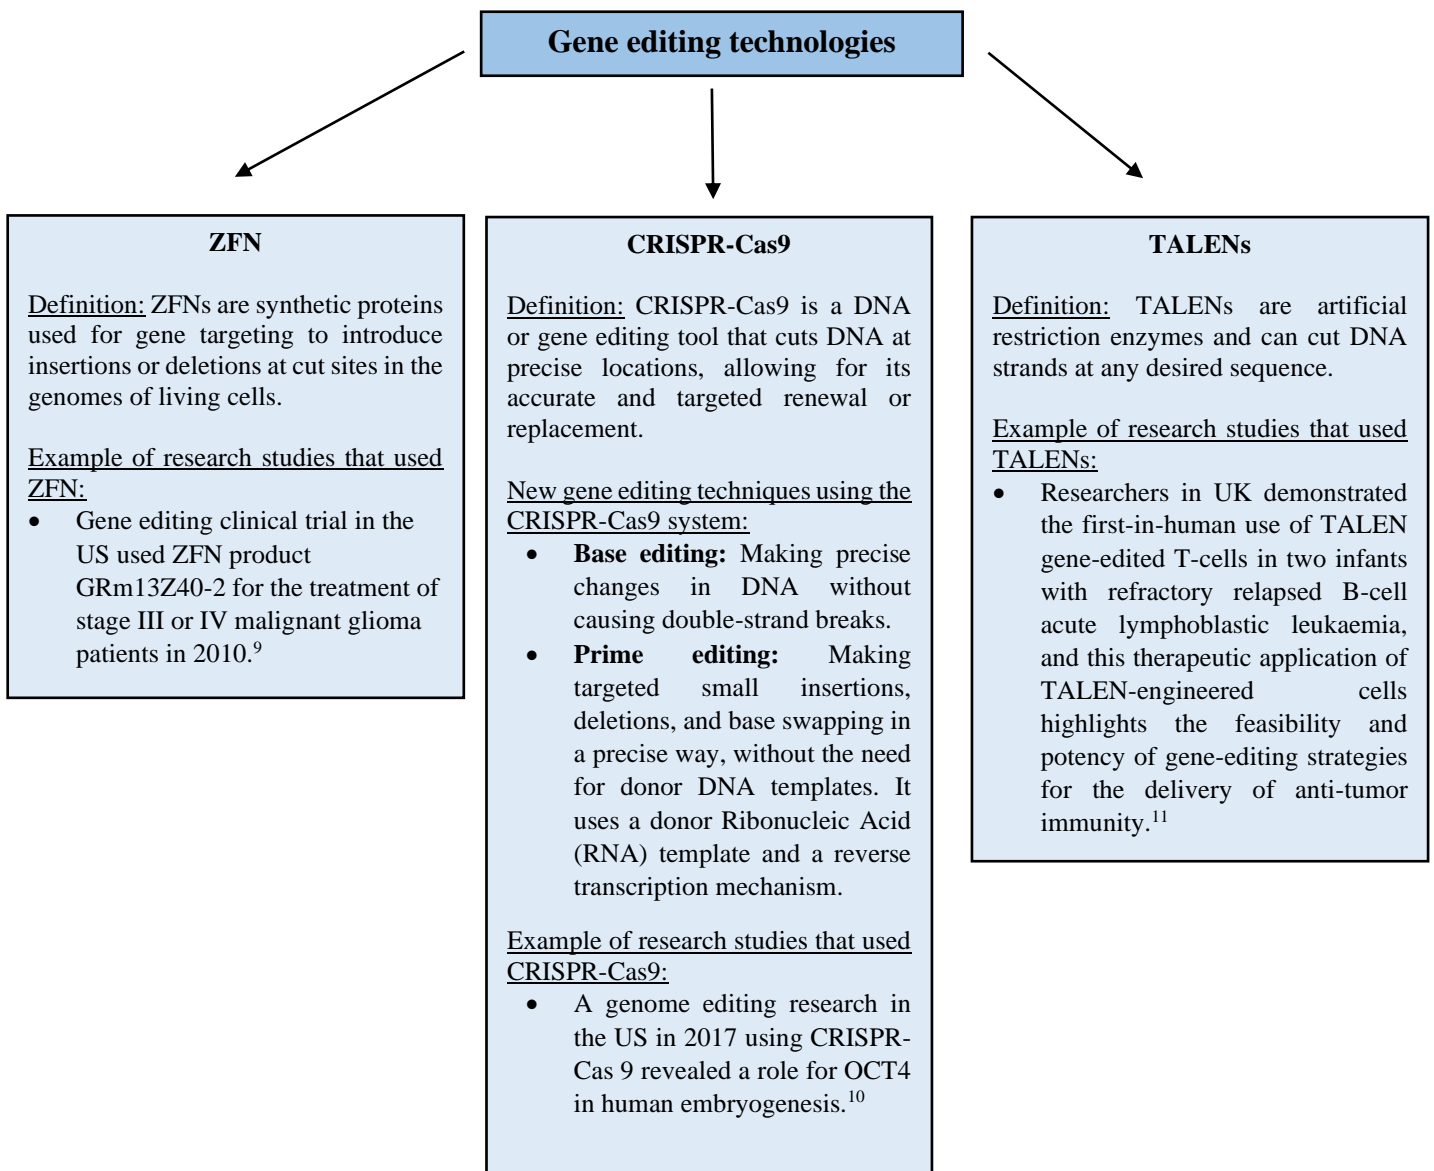 Gene editing technologies
ZFN
Definition: ZFNs are synthetic proteins
used for gene targeting to introduce
insertions or deletions at cut sites in the
genomes of living cells.
Example of research studies that used
ZFN:
• Gene editing clinical trial in the
US used ZFN product
GRm13Z40-2 for the treatment of
stage III or IV malignant glioma
patients in 2010.⁹
CRISPR-Cas9
Definition: CRISPR-Cas9 is a DNA
or gene editing tool that cuts DNA at
precise locations, allowing for its
accurate and targeted renewal or
replacement.
New gene editing techniques using the
CRISPR-Cas9 system:
• Base editing: Making precise
changes in DNA without
causing double-strand breaks.
• Prime editing: Making
targeted small insertions,
deletions, and base swapping in
a precise way, without the need
for donor DNA templates. It
uses a donor Ribonucleic Acid
(RNA) template and a reverse
transcription mechanism.
Example of research studies that used
CRISPR-Cas9:
• A genome editing research in
the US in 2017 using CRISPR-
Cas 9 revealed a role for OCT4
in human embryogenesis.¹⁰
TALENs
Definition: TALENs are artificial
restriction enzymes and can cut DNA
strands at any desired sequence.
Example of research studies that used
TALENs:
• Researchers in UK demonstrated
the first-in-human use of TALEN
gene-edited T-cells in two infants
with refractory relapsed B-cell
acute lymphoblastic leukaemia,
and this therapeutic application of
TALEN-engineered cells
highlights the feasibility and
potency of gene-editing strategies
for the delivery of anti-tumor
immunity.¹¹